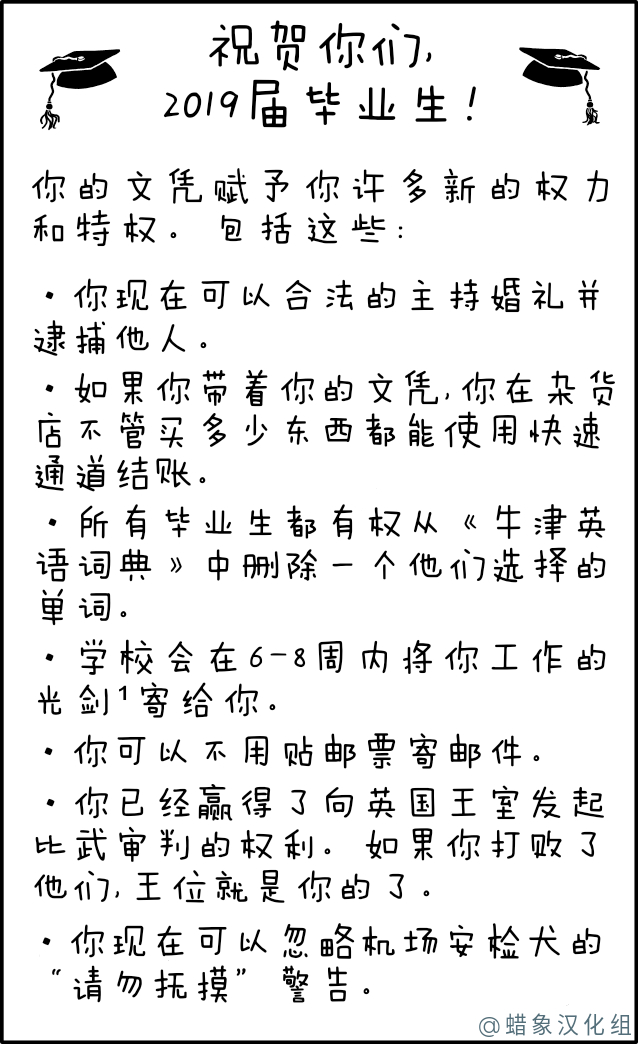 祝贺你们,
2019届毕业生!
你的文凭赋予你许多新的权力
和特权。包括这些:
·你现在可以合法的主持婚礼并
逮捕他人。
·如果你带着你的文凭,你在杂货
店不管买多少东西都能使用快速
通道结账。
·所有毕业生都有权从《牛津英
语词典》中删除一个他们选择的
单词。
·学校会在6-8周内将你工作的
光剑¹寄给你。
·你可以不用贴邮票寄邮件。
·你已经赢得了向英国王室发起
比武审判的权利。如果你打败了
他们,王位就是你的了。
·你现在可以忽略机场安检犬的
“请勿抚摸”警告。
@蜡象汉化组